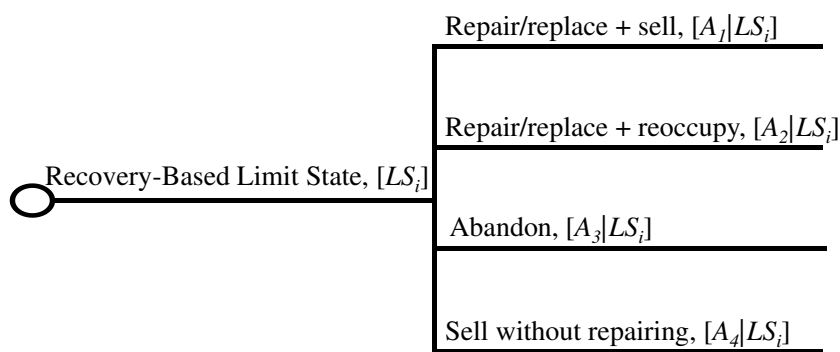 Repair/replace + sell, [A₁|LSᵢ]
Repair/replace + reoccupy, [A₂|LSᵢ]
Recovery-Based Limit State, [LSᵢ]
Abandon, [A₃|LSᵢ]
Sell without repairing, [A₄|LSᵢ]